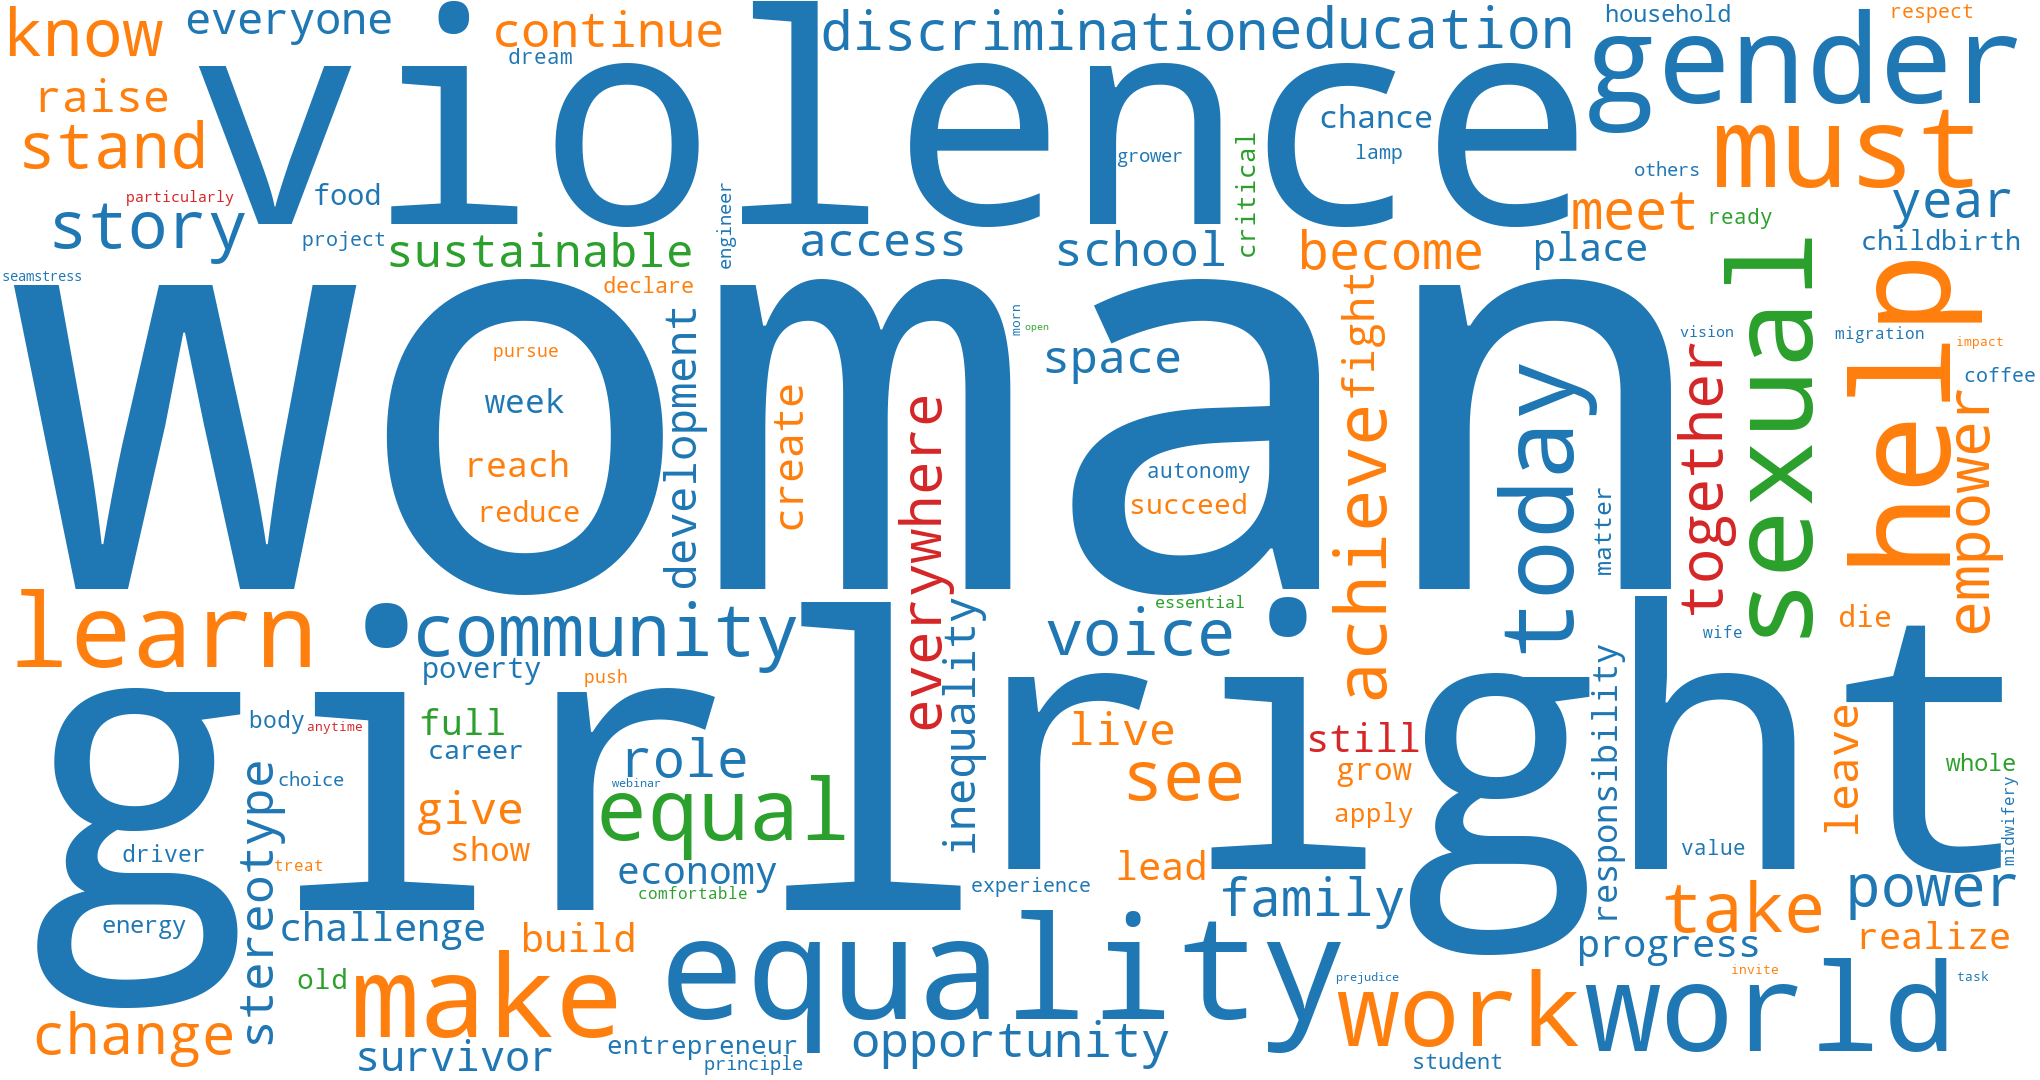 know
everyone
continue
dream
discrimination
education
household
respect
gender
violence
raise
stand
chance
lamp
grower
critical
must
others
particularly
food
story
project
engineer
sustainable
access
school
become
place
meet
ready
year
childbirth
seamstress
declare
woman
pursue
week
reach
reduce
development
create
everywhere
morn
open
space
autonomy
succeed
fight
achieve
today
matter
together
vision
sexual
migration
help
impact
coffee
empower
essential
wife
die
learn
community
voice
inequality
poverty
push
girl
right
body
anytime
full
career
role
webinar
choice
stereotype
give
equal
show
live
see
still
grow
apply
responsibility
leave
whole
midwifery
driver
treat
economy
comfortable
experience
lead
value
energy
challenge
family
take
power
build
equality
progress
realize
old
make
prejudice
work
invite
world
task
change
survivor
entrepreneur
principle
opportunity
student